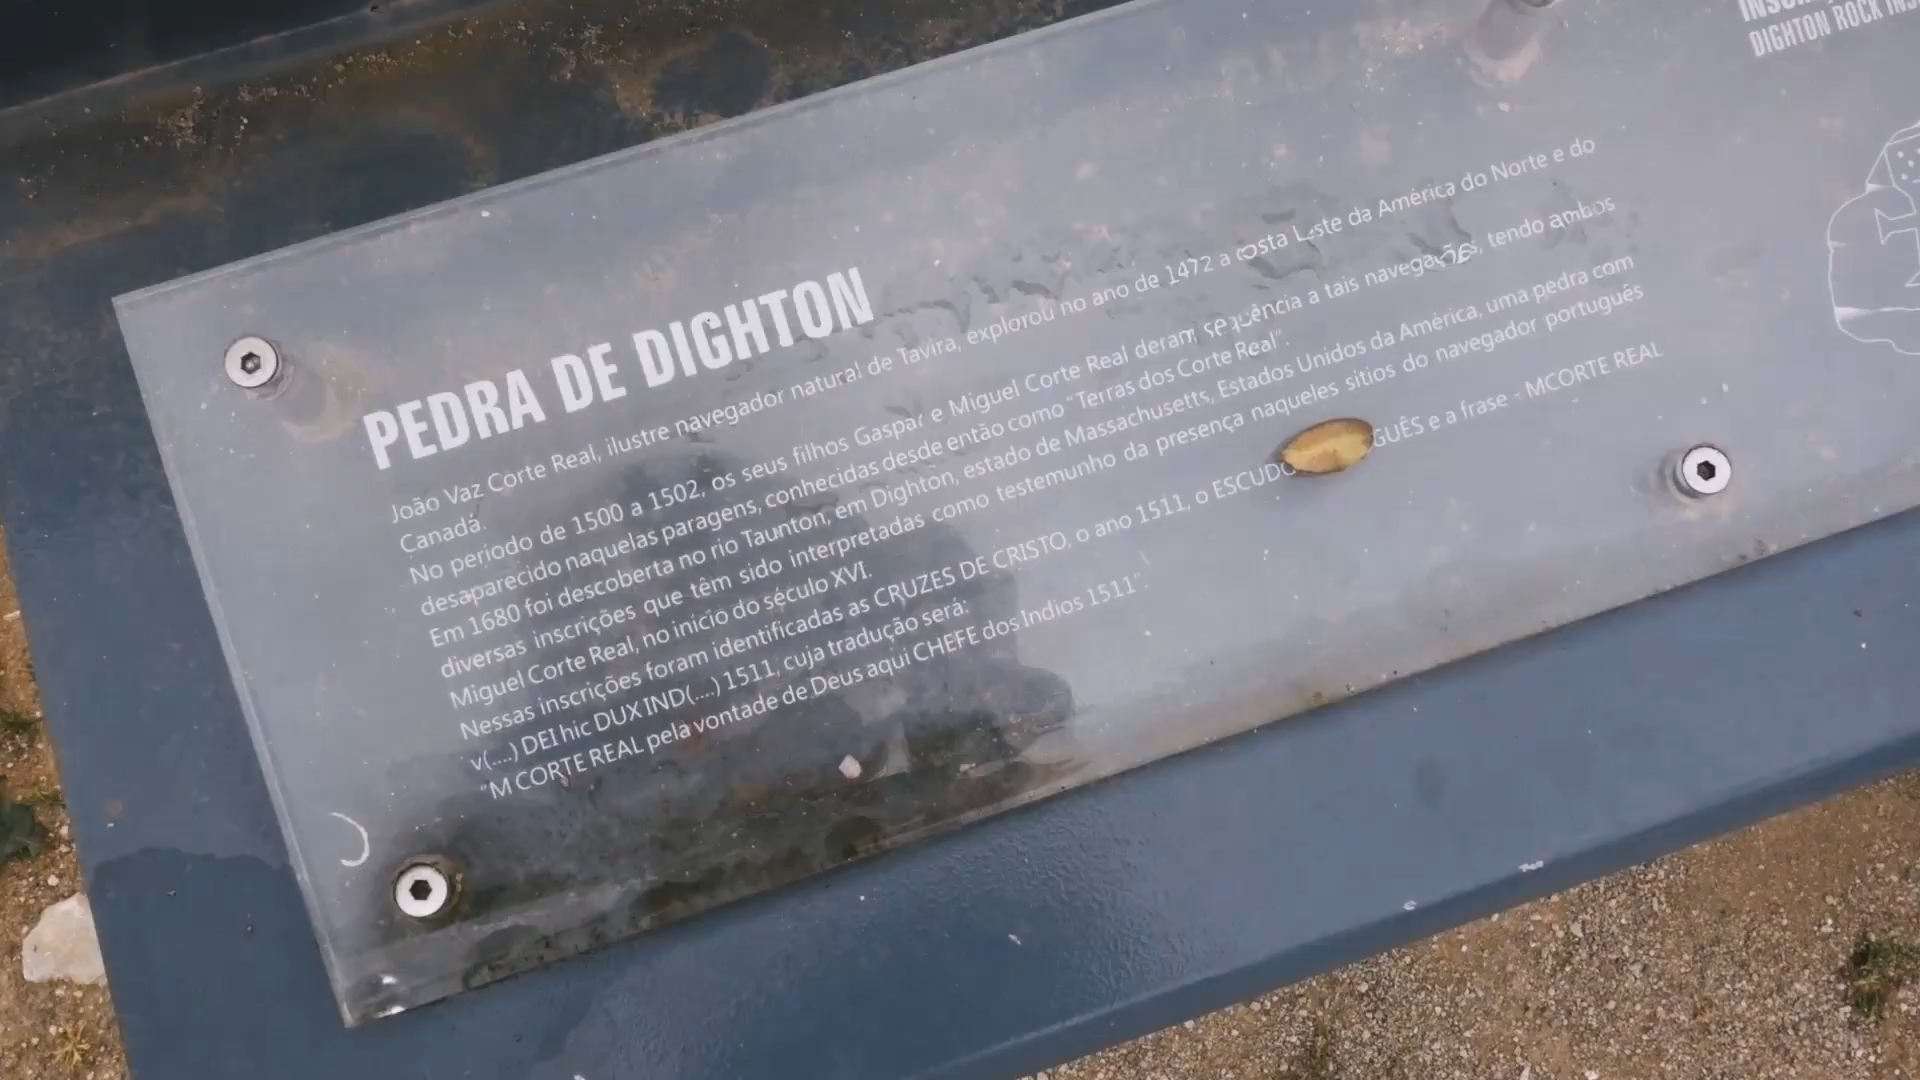 PEDRA DE DIGHTON
João Vaz Corte Real, ilustre navegador natural de Tavira, explorou no ano de 1472 a costa Leste da América do Norte e do
Canadá.
No periodo de 1500 a 1502, os seus filhos Gaspar e Miguel Corte Real deram sequência a tais navegações, tendo ambos
desaparecido naquelas paragens, conhecidas desde então como "Terras dos Corte Real".
Em 1680 foi descoberta no rio Taunton, em Dighton, estado de Massachusetts, Estados Unidos da América, uma pedra com
diversas inscrições que têm sido interpretadas como testemunho da presença naqueles sítios do navegador português
Miguel Corte Real, no início do século XVI.
Nessas inscrições foram identificadas as CRUZES DE CRISTO, o ano 1511, o ESCUDO GUÊS e a frase - MCORTE REAL
v(....) DEI hic DUX IND(....) 1511, cuja tradução será:
"M CORTE REAL pela vontade de Deus aqui CHEFE dos Indios 1511".
DIGHTON ROCK